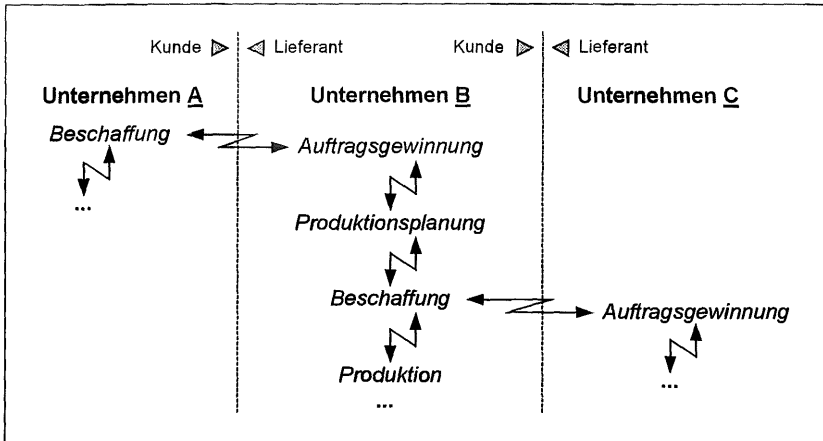 Kunde Lieferant Kunde Lieferant
Unternehmen A Unternehmen B Unternehmen C
Beschaffung
Auftragsgewinnung
...
Produktionsplanung
Beschaffung
Auftragsgewinnung
Produktion
...
...